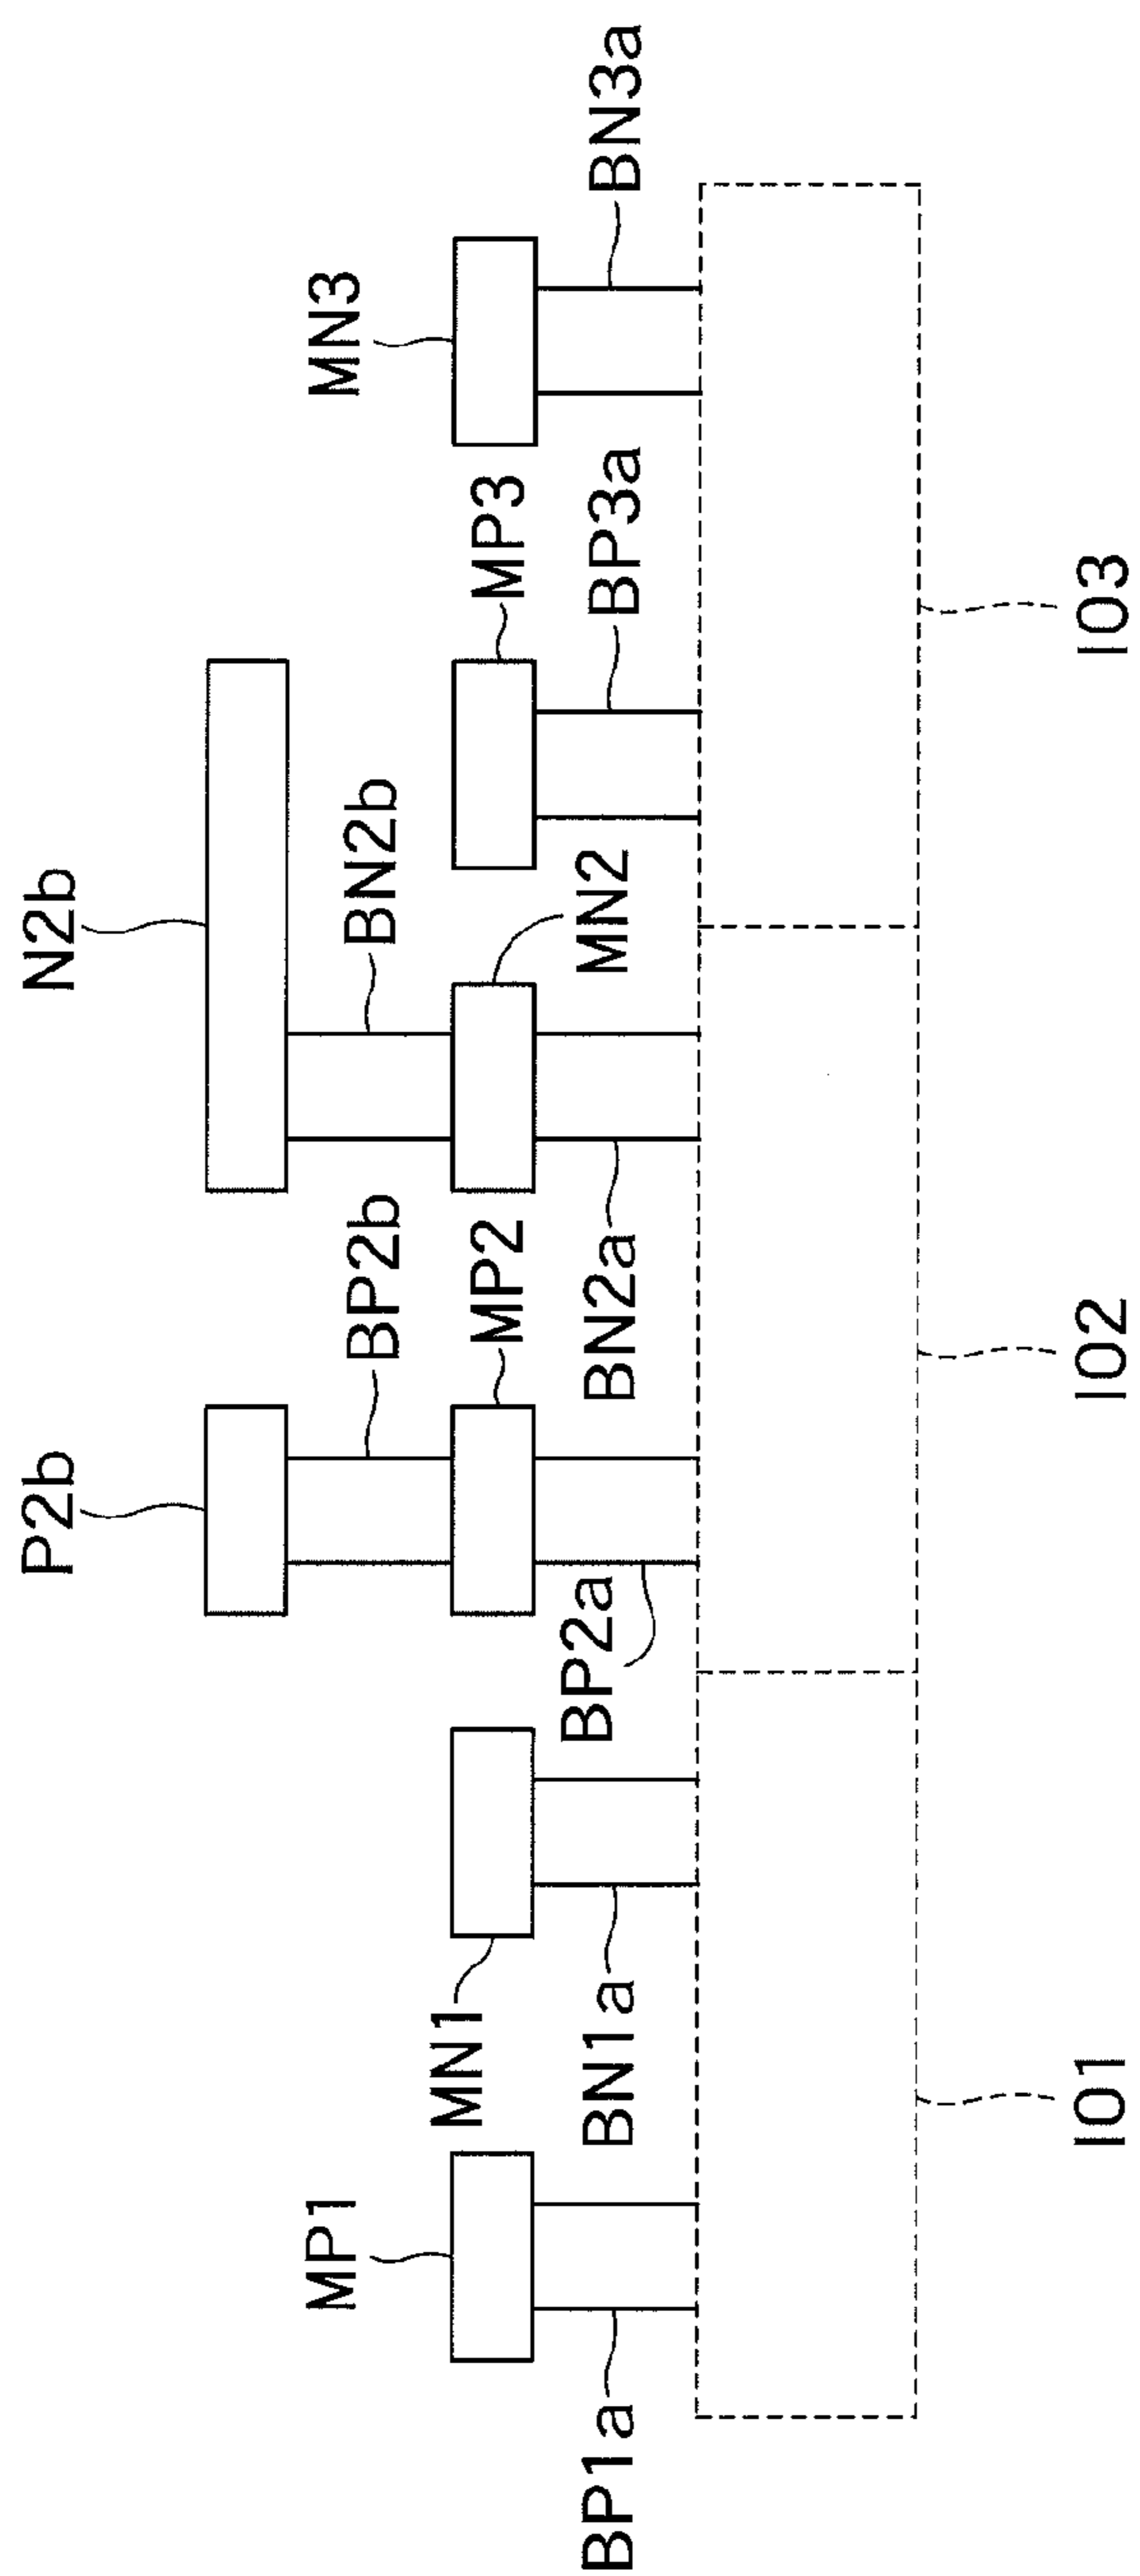 P2b
N2b
MP1
BP2b
BN2b
MN3
MN1
MP2
MP3
BP1a
BN1a
BP2a
BN2a
MN2
BP3a
BN3a
IO1
IO2
IO3